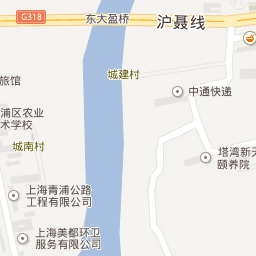 G318
东大盈桥
沪聂线
城建村
旅馆
中通快递
浦区农业
术学校
城南村
塔湾新天
颐养院
上海青浦公路
工程有限公司
上海美都环卫
服务有限公司